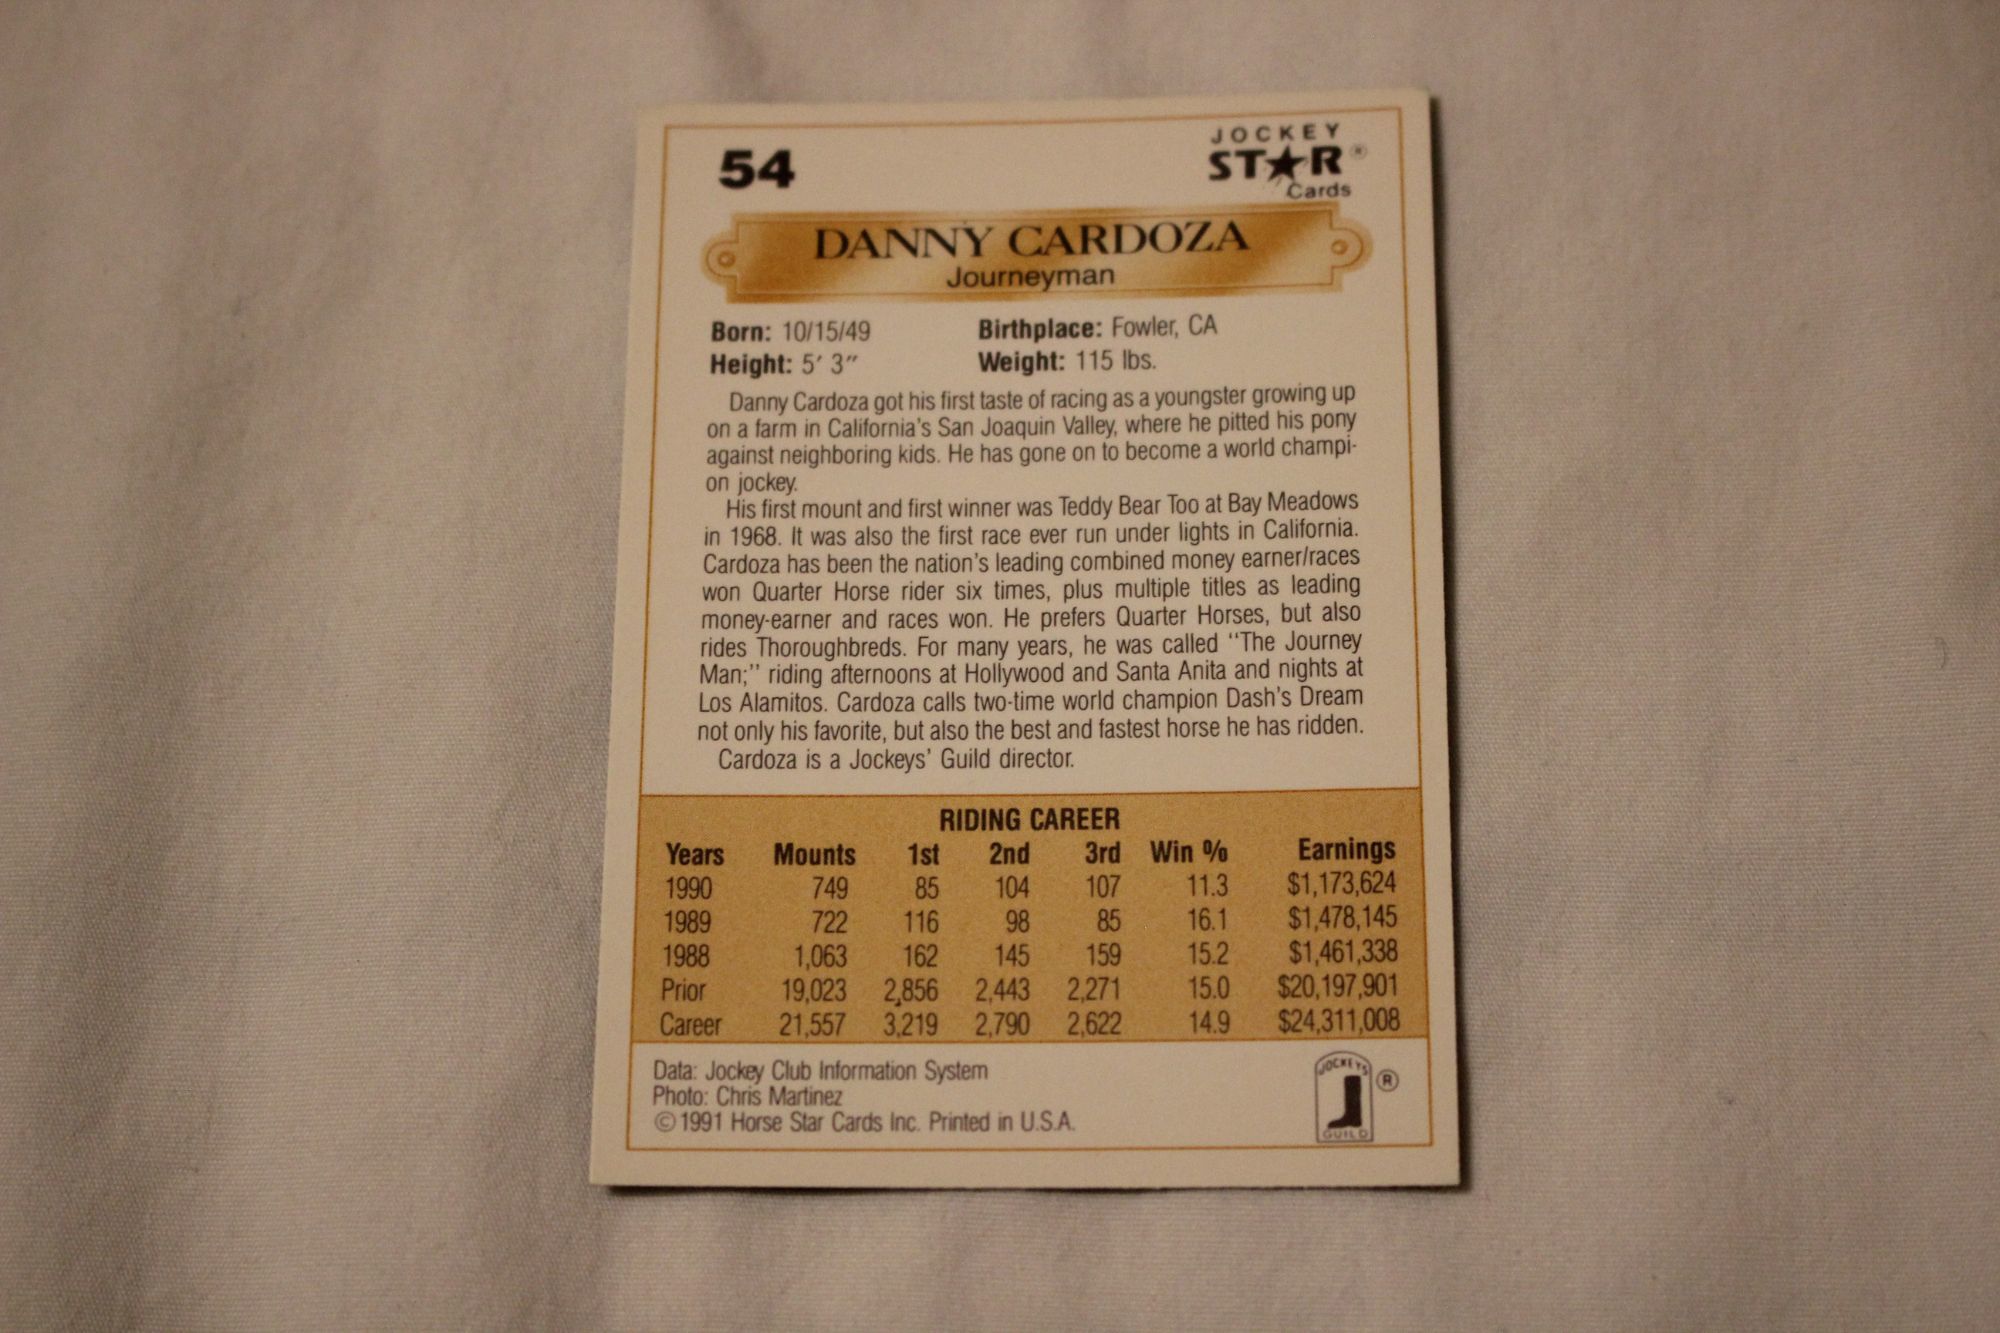 54
JOCKEY
ST★R®
Cards
DANNY CARDOZA
Journeyman
Born: 10/15/49 Birthplace: Fowler, CA
Height: 5′ 3″ Weight: 115 lbs.
Danny Cardoza got his first taste of racing as a youngster growing up
on a farm in California's San Joaquin Valley, where he pitted his pony
against neighboring kids. He has gone on to become a world champi-
on jockey.
His first mount and first winner was Teddy Bear Too at Bay Meadows
in 1968. It was also the first race ever run under lights in California.
Cardoza has been the nation's leading combined money earner/races
won Quarter Horse rider six times, plus multiple titles as leading
money-earner and races won. He prefers Quarter Horses, but also
rides Thoroughbreds. For many years, he was called "The Journey
Man;" riding afternoons at Hollywood and Santa Anita and nights at
Los Alamitos. Cardoza calls two-time world champion Dash's Dream
not only his favorite, but also the best and fastest horse he has ridden.
Cardoza is a Jockeys' Guild director.
RIDING CAREER
Years Mounts 1st 2nd 3rd Win % Earnings
1990 749 85 104 107 11.3 $1,173,624
1989 722 116 98 85 16.1 $1,478,145
1988 1,063 162 145 159 15.2 $1,461,338
Prior 19,023 2,856 2,443 2,271 15.0 $20,197,901
Career 21,557 3,219 2,790 2,622 14.9 $24,311,008
Data: Jockey Club Information System
Photo: Chris Martinez
©1991 Horse Star Cards Inc. Printed in U.S.A.
JOCKEYS
GUILD
®